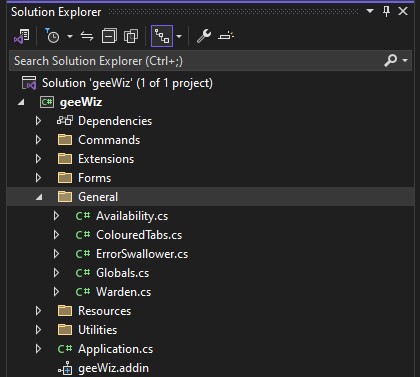 Solution Explorer
Search Solution Explorer (Ctrl+;)
Solution 'geeWiz' (1 of 1 project)
C# geeWiz
Dependencies
Commands
Extensions
Forms
General
C# Availability.cs
C# ColouredTabs.cs
C# ErrorSwallower.cs
C# Globals.cs
C# Warden.cs
Resources
Utilities
C# Application.cs
geeWiz.addin